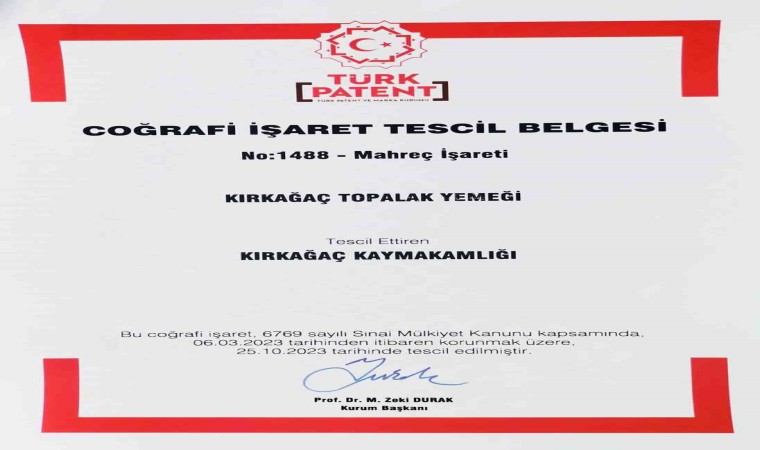 TÜRK
PATENT
TÜRK PATENT VE MARKA KURUMU
COĞRAFİ İŞARET TESCİL BELGESİ
No:1488 - Mahreç İşareti
KIRKAĞAÇ TOPALAK YEMEĞİ
Tescil Ettiren
KIRKAĞAÇ KAYMAKAMLIĞI
Bu coğrafi işaret, 6769 sayılı Sınai Mülkiyet Kanunu kapsamında,
06.03.2023 tarihinden itibaren korunmak üzere,
25.10.2023 tarihinde tescil edilmiştir.
Prof. Dr. M. Zeki DURAK
Kurum Başkanı